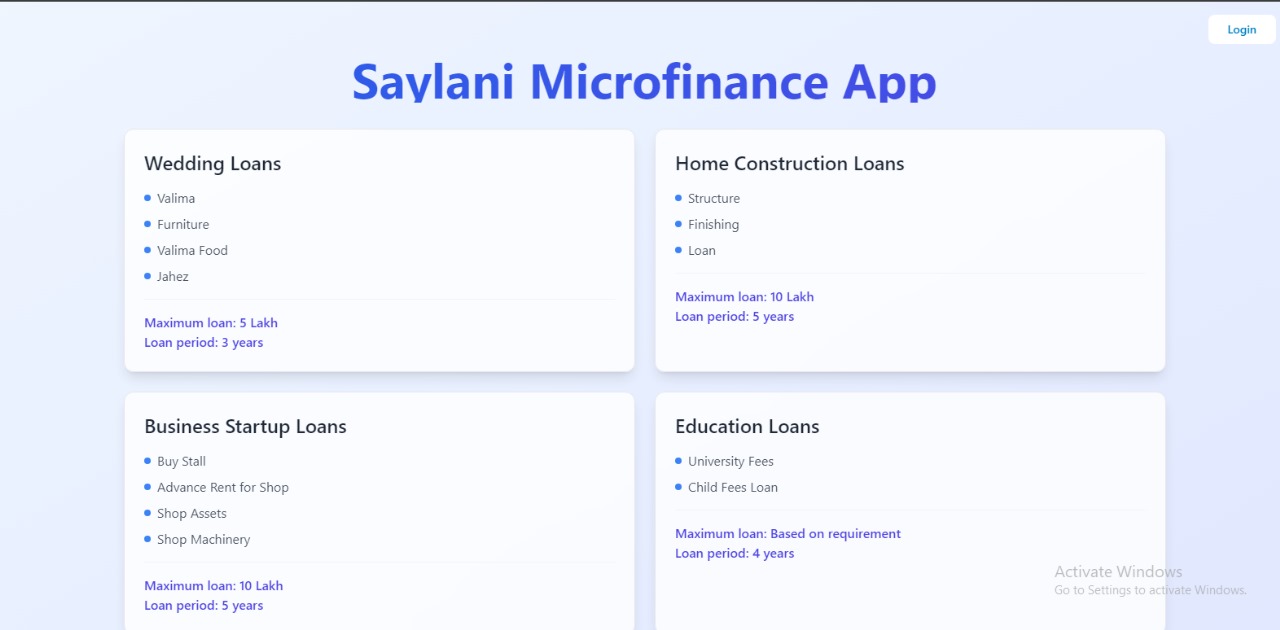 Login
Saylani Microfinance App
Wedding Loans
Valima
Furniture
Valima Food
Jahez
Maximum loan: 5 Lakh
Loan period: 3 years
Home Construction Loans
Structure
Finishing
Loan
Maximum loan: 10 Lakh
Loan period: 5 years
Business Startup Loans
Buy Stall
Advance Rent for Shop
Shop Assets
Shop Machinery
Maximum loan: 10 Lakh
Loan period: 5 years
Education Loans
University Fees
Child Fees Loan
Maximum loan: Based on requirement
Loan period: 4 years
Activate Windows
Go to Settings to activate Windows.